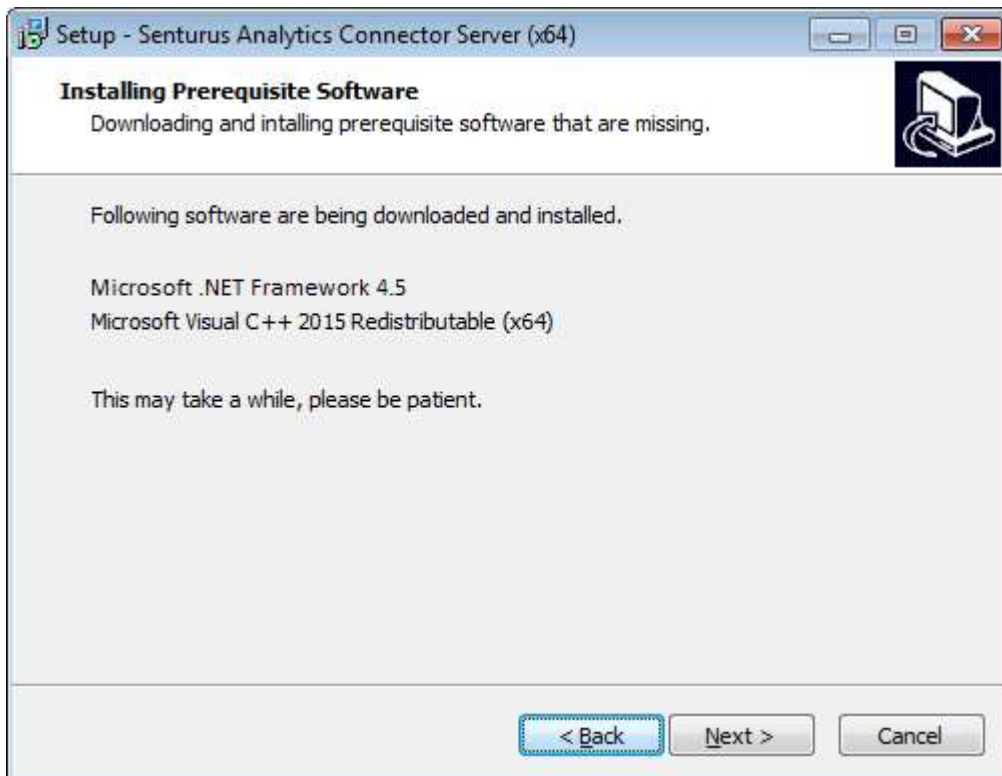 Setup - Senturus Analytics Connector Server (x64)
Installing Prerequisite Software
Downloading and intalling prerequisite software that are missing.
Following software are being downloaded and installed.
Microsoft .NET Framework 4.5
Microsoft Visual C++ 2015 Redistributable (x64)
This may take a while, please be patient.
< Back
Next >
Cancel